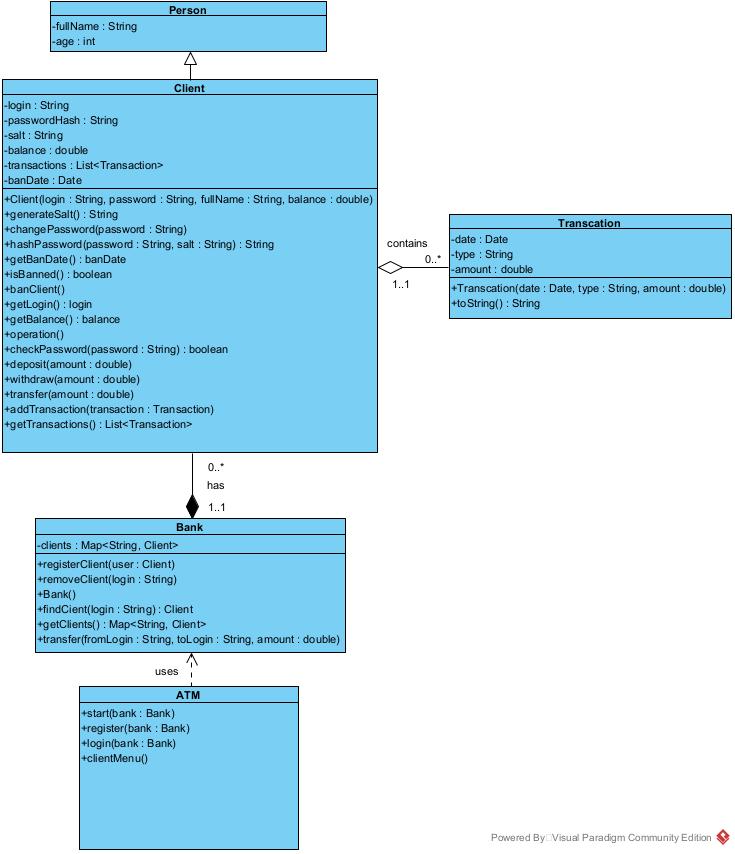 Person
-fullName : String
-age : int
Client
-login : String
-passwordHash : String
-salt : String
-balance : double
-transactions : List<Transaction>
-banDate : Date
+Client(login : String, password : String, fullName : String, balance : double)
+generateSalt() : String
+changePassword(password : String)
+hashPassword(password : String, salt : String) : String
+getBanDate() : banDate
+isBanned() : boolean
+banClient()
+getLogin() : login
+getBalance() : balance
+operation()
+checkPassword(password : String) : boolean
+deposit(amount : double)
+withdraw(amount : double)
+transfer(amount : double)
+addTransaction(transaction : Transaction)
+getTransactions() : List<Transaction>
contains
0..*
1..1
Transcation
-date : Date
-type : String
-amount : double
+Transcation(date : Date, type : String, amount : double)
+toString() : String
0..*
has
1..1
Bank
-clients : Map<String, Client>
+registerClient(user : Client)
+removeClient(login : String)
+Bank()
+findCient(login : String) : Client
+getClients() : Map<String, Client>
+transfer(fromLogin : String, toLogin : String, amount : double)
uses
ATM
+start(bank : Bank)
+register(bank : Bank)
+login(bank : Bank)
+clientMenu()
Powered By Visual Paradigm Community Edition